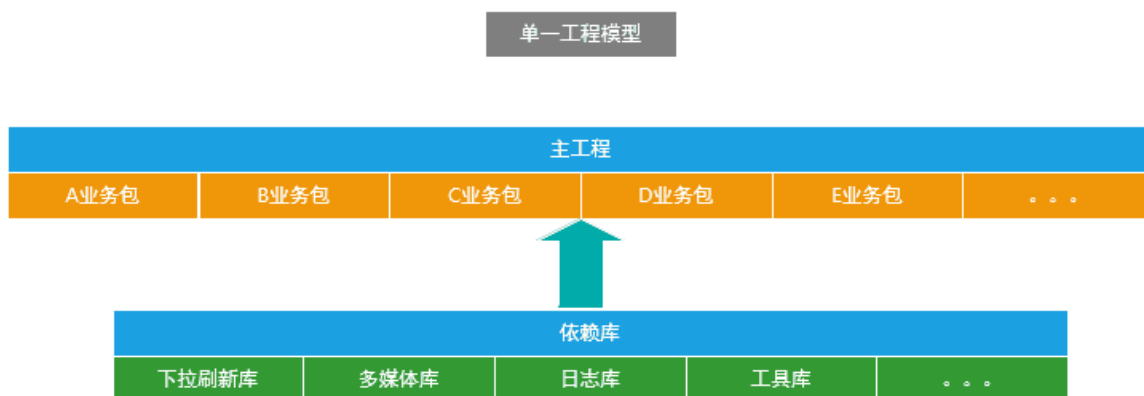 单一工程模型
主工程
A业务包 B业务包 C业务包 D业务包 E业务包 。。。
依赖库
下拉刷新库 多媒体库 日志库 工具库 。。。